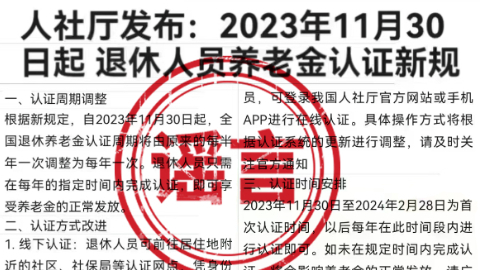 人社厅发布：2023年11月30
日起 退休人员养老金认证新规
一、认证周期调整
根据新规定，自2023年11月30日起，全
国退休养老金认证周期将由原来的每半
年一次调整为每年一次。退休人员只需
在每年的指定时间内完成认证，即可享
受养老金的正常发放。
二、认证方式改进
1. 线下认证：退休人员可前往居住地附
近的社区、社保局等认证网点，凭身份
员，可登录我国人社厅官方网站或手机
APP进行在线认证。具体操作方式将根
据认证系统的更新进行调整，请及时关
注官方通知
三、认证时间安排
2023年11月30日至2024年2月28日为首
次认证时间，以后每年在此时间段内进
行认证即可。如未在规定时间内完成认
谣言